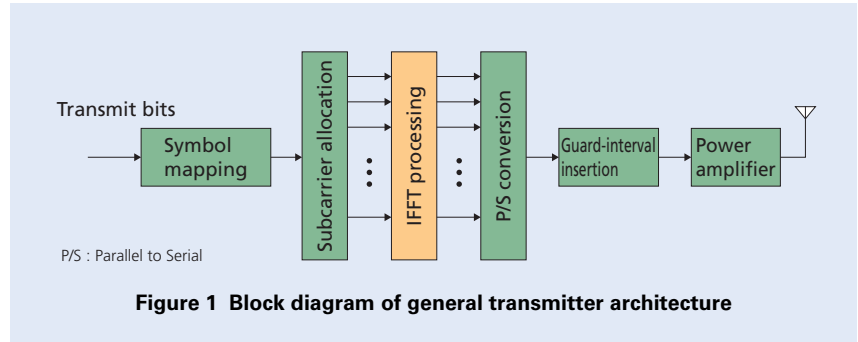 Transmit bits
Symbol
mapping
Subcarrier allocation
IFFT processing
P/S conversion
Guard-interval
insertion
Power
amplifier
P/S : Parallel to Serial
Figure 1 Block diagram of general transmitter architecture